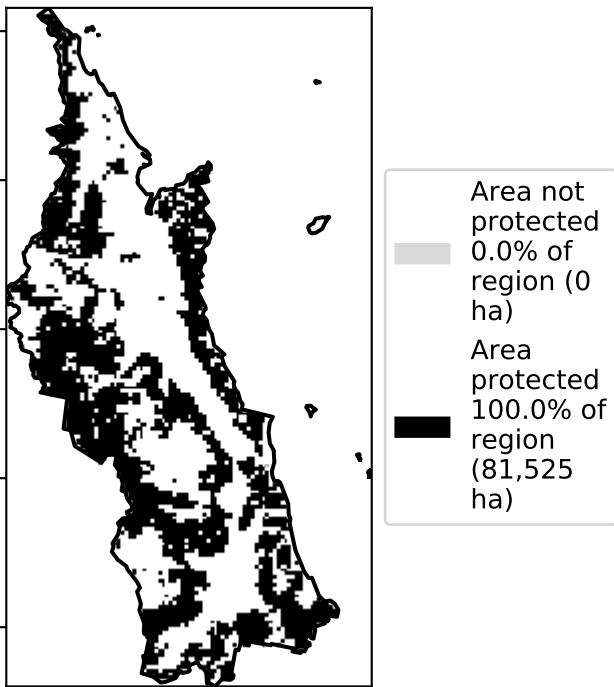 Area not
protected
0.0% of
region (0
ha)
Area
protected
100.0% of
region
(81,525
ha)